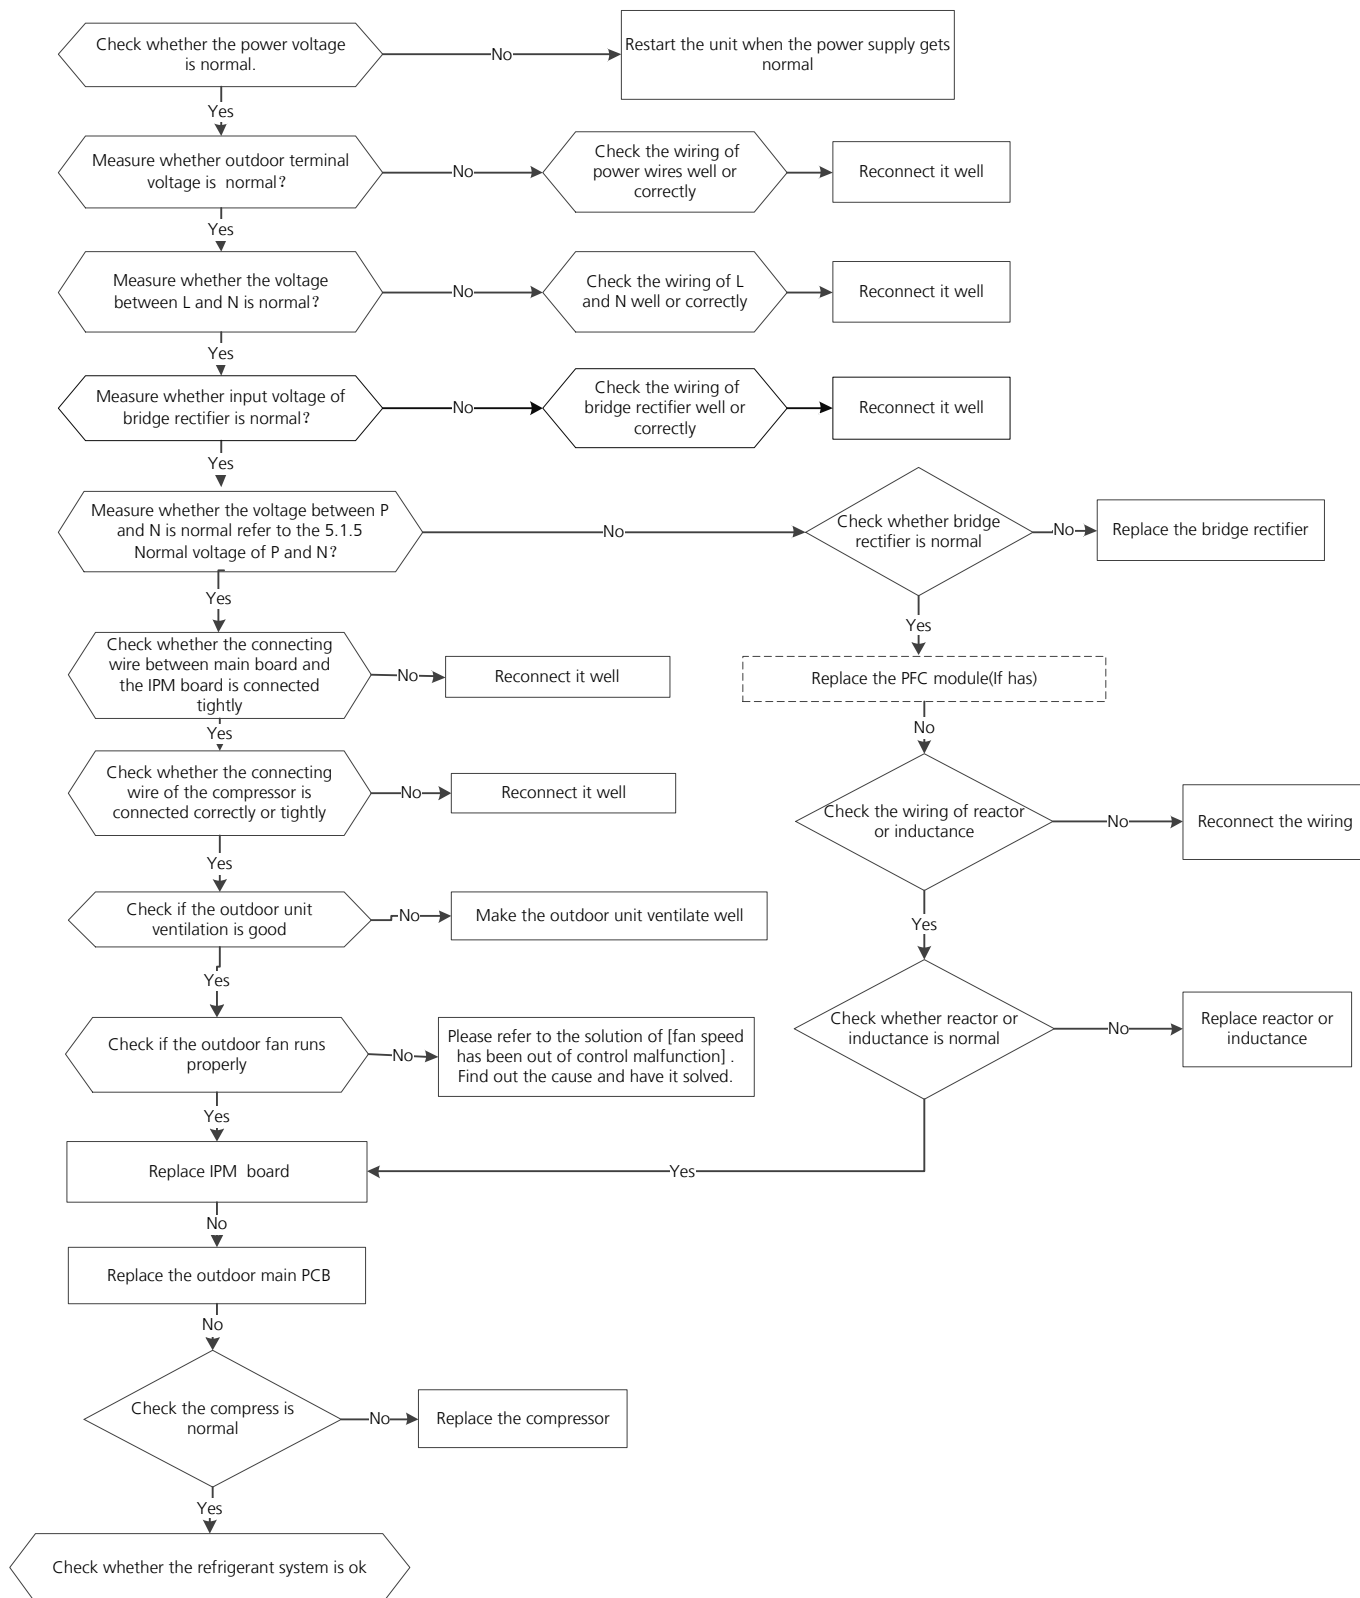 Check whether the power voltage
is normal.
No
Restart the unit when the power supply gets
normal
Yes
Measure whether outdoor terminal
voltage is normal?
No
Check the wiring of
power wires well or
correctly
Reconnect it well
Yes
Measure whether the voltage
between L and N is normal?
No
Check the wiring of L
and N well or correctly
Reconnect it well
Yes
Measure whether input voltage of
bridge rectifier is normal?
No
Check the wiring of
bridge rectifier well or
correctly
Reconnect it well
Yes
Measure whether the voltage between P
and N is normal refer to the 5.1.5
Normal voltage of P and N?
No
Check whether bridge
rectifier is normal
No
Replace the bridge rectifier
Yes
Yes
Check whether the connecting
wire between main board and
the IPM board is connected
tightly
No
Reconnect it well
Replace the PFC module(If has)
Yes
No
Check whether the connecting
wire of the compressor is
connected correctly or tightly
No
Reconnect it well
Check the wiring of reactor
or inductance
No
Reconnect the wiring
Yes
Check if the outdoor unit
ventilation is good
No
Make the outdoor unit ventilate well
Yes
Yes
Check if the outdoor fan runs
properly
No
Please refer to the solution of [fan speed
has been out of control malfunction] .
Find out the cause and have it solved.
Check whether reactor or
inductance is normal
No
Replace reactor or
inductance
Yes
Replace IPM board
Yes
No
Replace the outdoor main PCB
No
Check the compress is
normal
No
Replace the compressor
Yes
Check whether the refrigerant system is ok